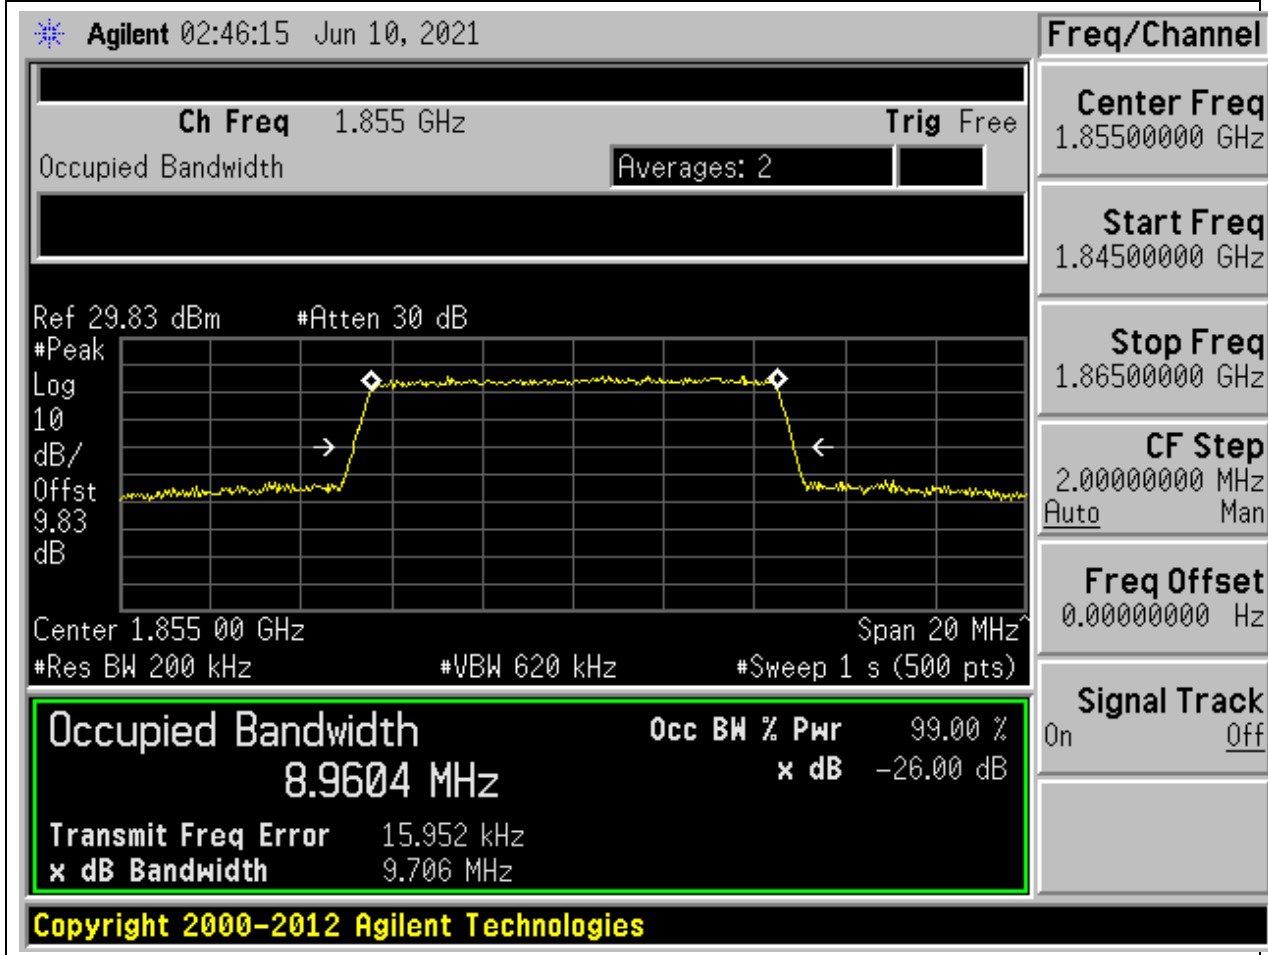 Agilent 02:46:15 Jun 10, 2021
Freq/Channel
Ch Freq 1.855 GHz Trig Free
Occupied Bandwidth Averages: 2
Ref 29.83 dBm #Atten 30 dB
#Peak
Log
10
dB/
Offst
9.83
dB
Center 1.855 00 GHz Span 20 MHz^
#Res BW 200 kHz #VBW 620 kHz #Sweep 1 s (500 pts)
Occupied Bandwidth Occ BW % Pwr 99.00 %
8.9604 MHz x dB -26.00 dB
Transmit Freq Error 15.952 kHz
x dB Bandwidth 9.706 MHz
Copyright 2000-2012 Agilent Technologies
Center Freq
1.85500000 GHz
Start Freq
1.84500000 GHz
Stop Freq
1.86500000 GHz
CF Step
2.00000000 MHz
Auto Man
Freq Offset
0.00000000 Hz
Signal Track
On Off